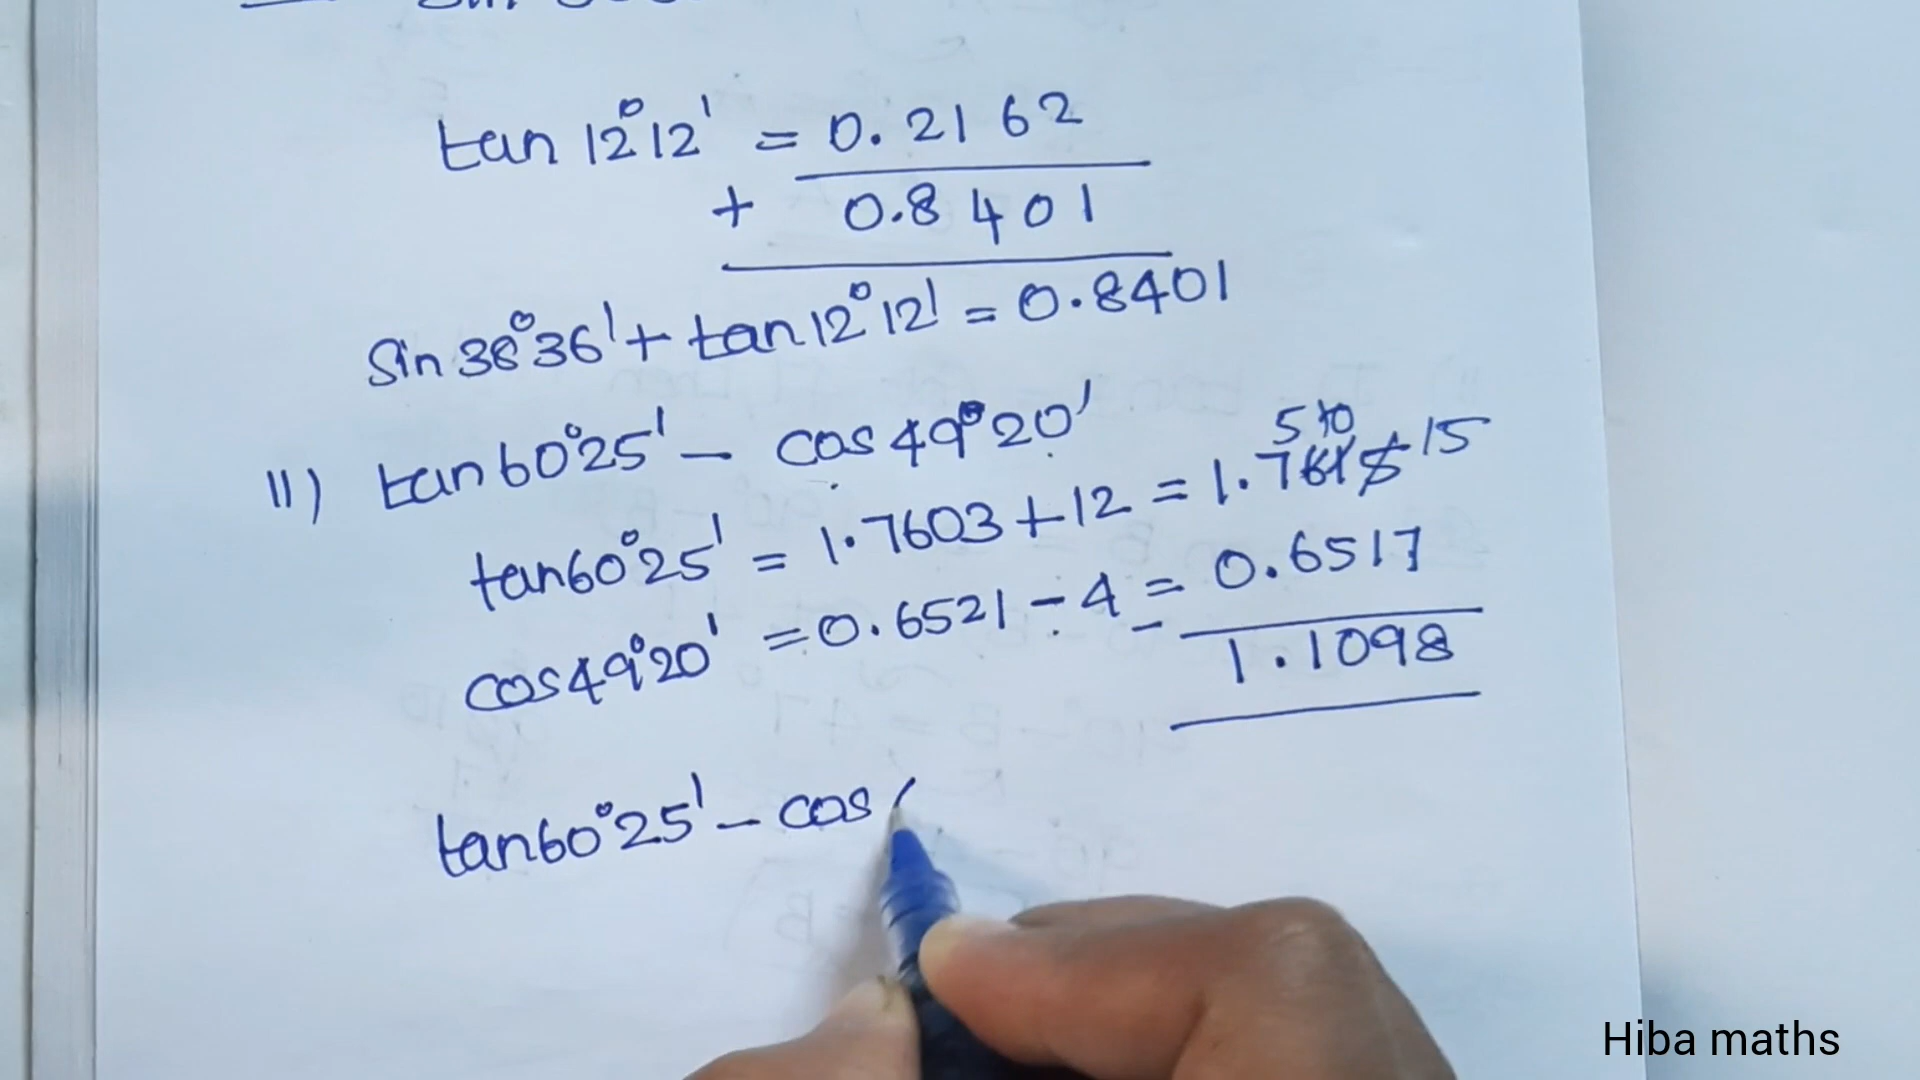 tan 12°12' = 0.2162
+ 0.8401
Sin 38°36' + tan 12°12' = 0.8401
II) tan 60°25' - cos 49°20'
5 10
tan 60°25' = 1.7603 + 12 = 1.7615 15
cos 49°20' = 0.6521 - 4 = 0.6517
- 1.1098
tan 60°25' - cos
Hiba maths